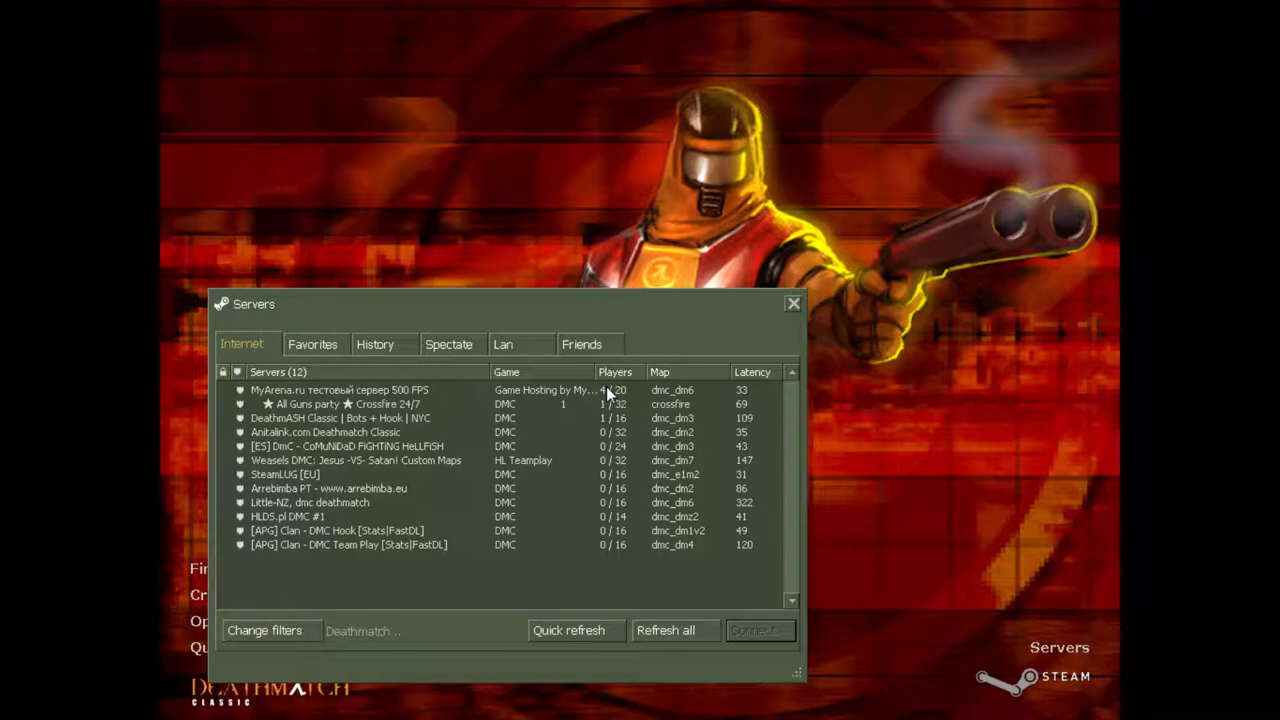 Servers
Internet Favorites History Spectate Lan Friends
Servers (12) Game Players Map Latency
MyArena.ru тестовый сервер 500 FPS Game Hosting by My... 4 / 20 dmc_dm6 33
★ All Guns party ★ Crossfire 24/7 DMC 1 1 / 32 crossfire 69
DeathmASH Classic | Bots + Hook | NYC DMC 1 / 16 dmc_dm3 109
Anitalink.com Deathmatch Classic DMC 0 / 32 dmc_dm2 35
[ES] DmC - CoMuNiDaD FiGHTiNG HeLLFiSH DMC 0 / 24 dmc_dm3 43
Weasels DMC: Jesus -VS- Satan! Custom Maps HL Teamplay 0 / 32 dmc_dm7 147
SteamLUG [EU] DMC 0 / 16 dmc_e1m2 31
Arrebimba PT - www.arrebimba.eu DMC 0 / 16 dmc_dm2 86
Little-NZ, dmc deathmatch DMC 0 / 16 dmc_dm6 322
HLDS.pl DMC #1 DMC 0 / 14 dmc_dmz2 41
[APG] Clan - DMC Hook [Stats|FastDL] DMC 0 / 16 dmc_dm1v2 49
[APG] Clan - DMC Team Play [Stats|FastDL] DMC 0 / 16 dmc_dm4 120
Fi
Cr
Op
Qu
Change filters Deathmatch .. Quick refresh Refresh all Connect
Servers
STEAM
DEATHMATCH
CLASSIC